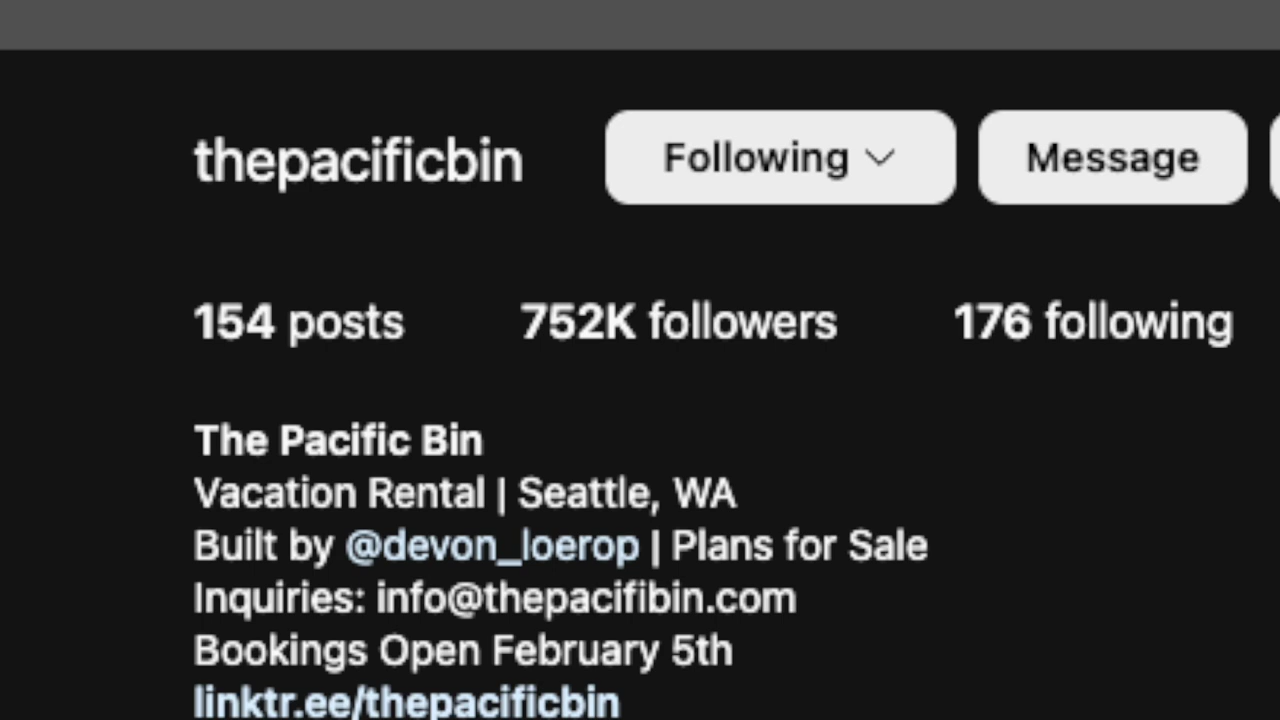 thepacificbin Following Message
154 posts 752K followers 176 following
The Pacific Bin
Vacation Rental | Seattle, WA
Built by @devon_loerop | Plans for Sale
Inquiries: info@thepacifibin.com
Bookings Open February 5th
linktr.ee/thepacificbin